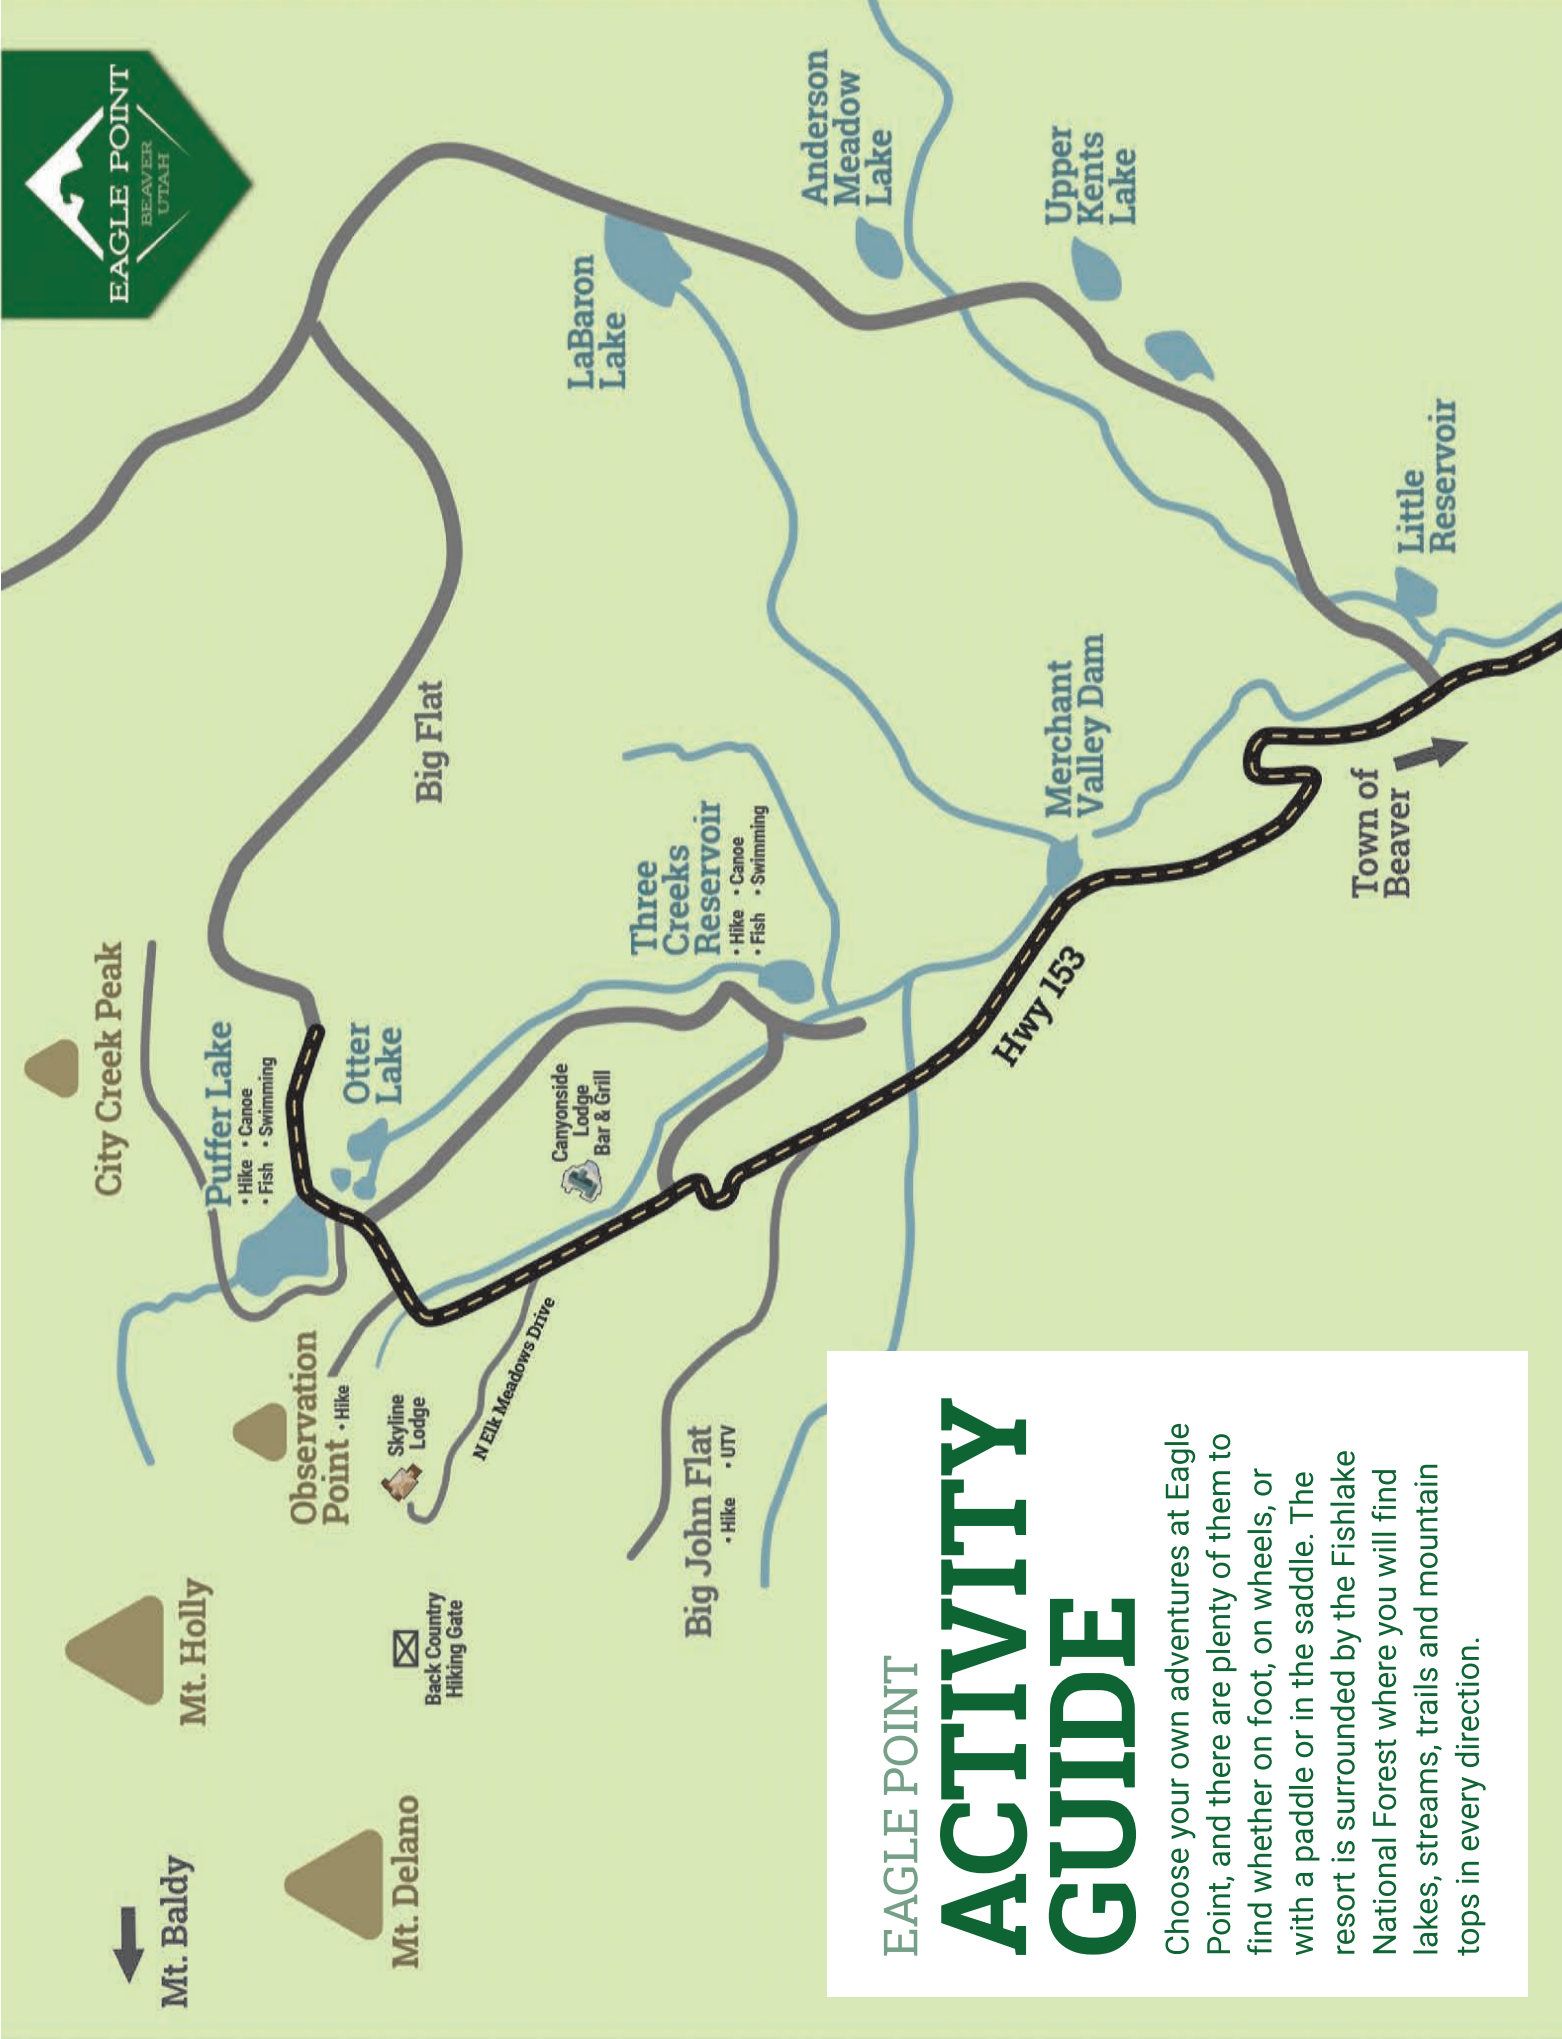 Mt. Baldy
Mt. Holly
Mt. Delano
Back Country
Hiking Gate
City Creek Peak
Puffer Lake
• Hike • Canoe
• Fish • Swimming
Otter
Lake
Observation
Point • Hike
Skyline
Lodge
N Elk Meadows Drive
EAGLE POINT
BEAVER
UTAH
Big Flat
LaBaron
Lake
Canyonside
Lodge
Bar & Grill
Three
Creeks
Reservoir
• Hike • Canoe
• Fish • Swimming
Big John Flat
• Hike • UTV
Anderson
Meadow
Lake
Upper
Kents
Lake
Merchant
Valley Dam
Hwy 153
Little
Reservoir
Town of
Beaver
EAGLE POINT
ACTIVITY
GUIDE
Choose your own adventures at Eagle
Point, and there are plenty of them to
find whether on foot, on wheels, or
with a paddle or in the saddle. The
resort is surrounded by the Fishlake
National Forest where you will find
lakes, streams, trails and mountain
tops in every direction.